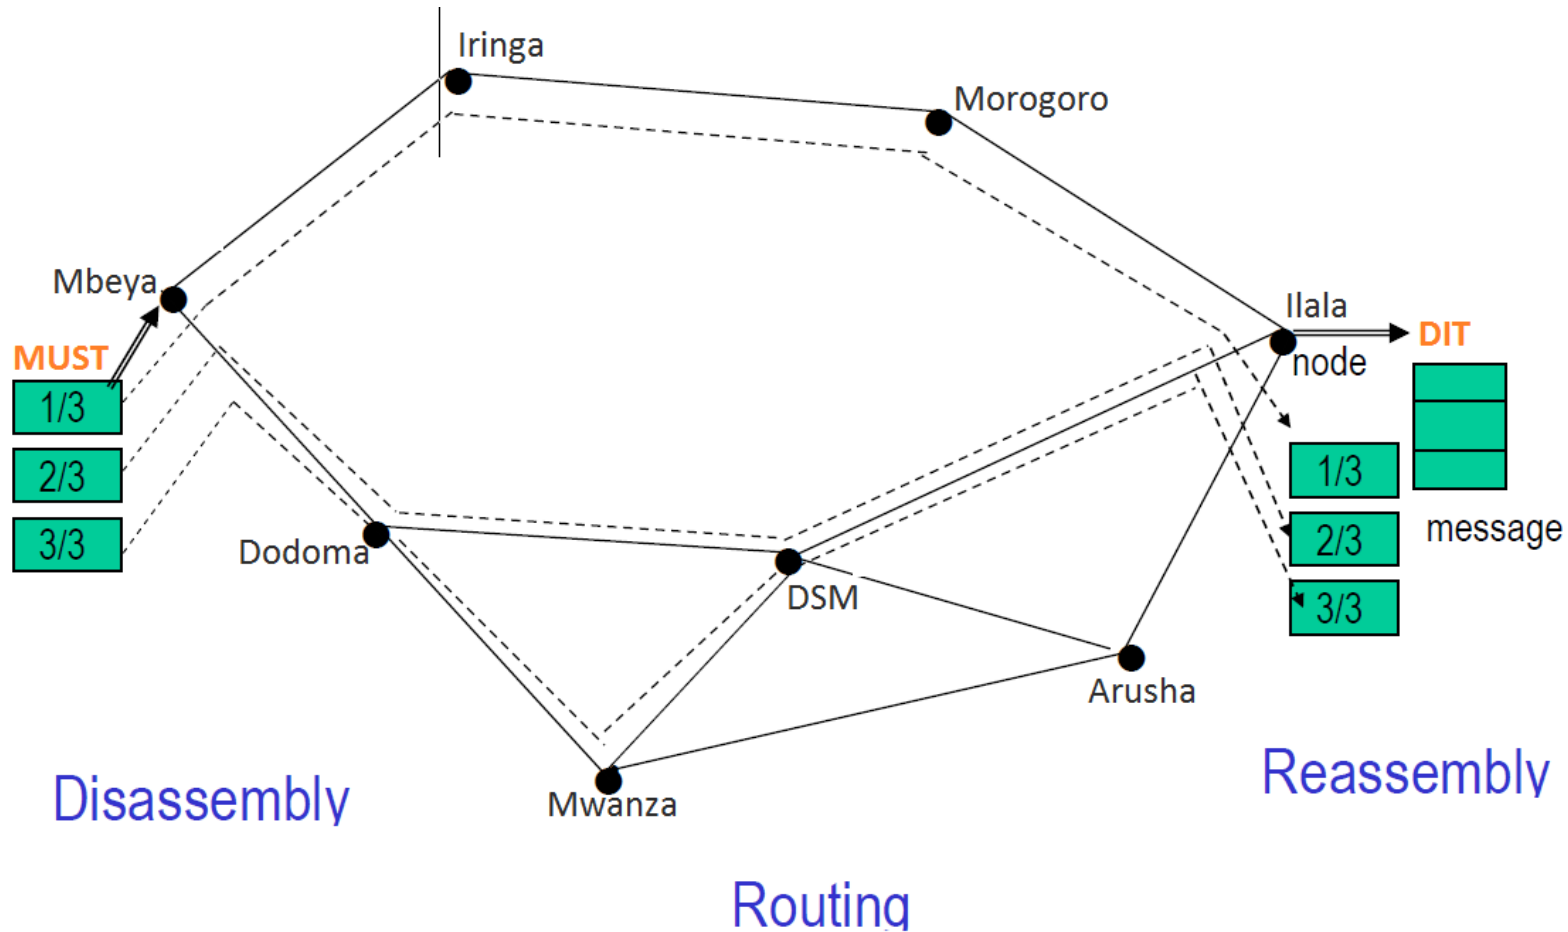 Iringa
Morogoro
Mbeya
Ilala
node
MUST
DIT
1/3
2/3
3/3
1/3
2/3
3/3
message
Dodoma
DSM
Arusha
Mwanza
Disassembly
Reassembly
Routing